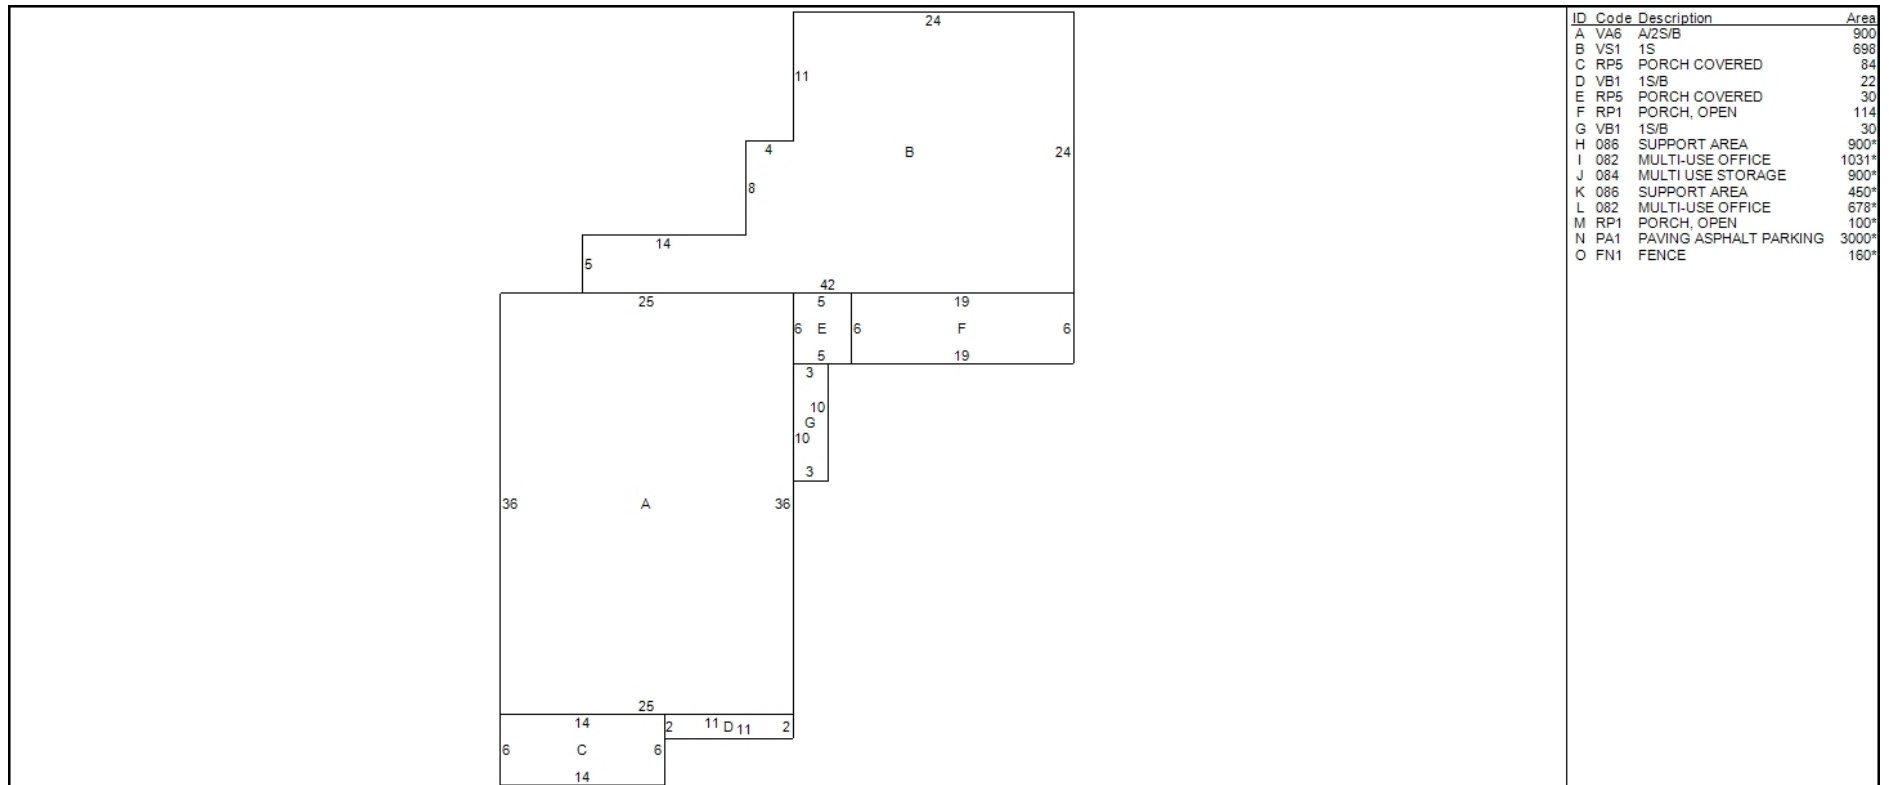 24
11
4
B
24
8
14
5
42
25
5
19
6
E
6
F
6
5
19
3
10
G
10
3
36
A
36
25
14
2
11
D
11
2
6
C
6
14
ID Code Description Area
A VA6 A/2S/B 900
B VS1 1S 698
C RP5 PORCH COVERED 84
D VB1 1S/B 22
E RP5 PORCH COVERED 30
F RP1 PORCH, OPEN 114
G VB1 1S/B 30
H 086 SUPPORT AREA 900*
I 082 MULTI-USE OFFICE 1031*
J 084 MULTI USE STORAGE 900*
K 086 SUPPORT AREA 450*
L 082 MULTI-USE OFFICE 678*
M RP1 PORCH, OPEN 100*
N PA1 PAVING ASPHALT PARKING 3000*
O FN1 FENCE 160*